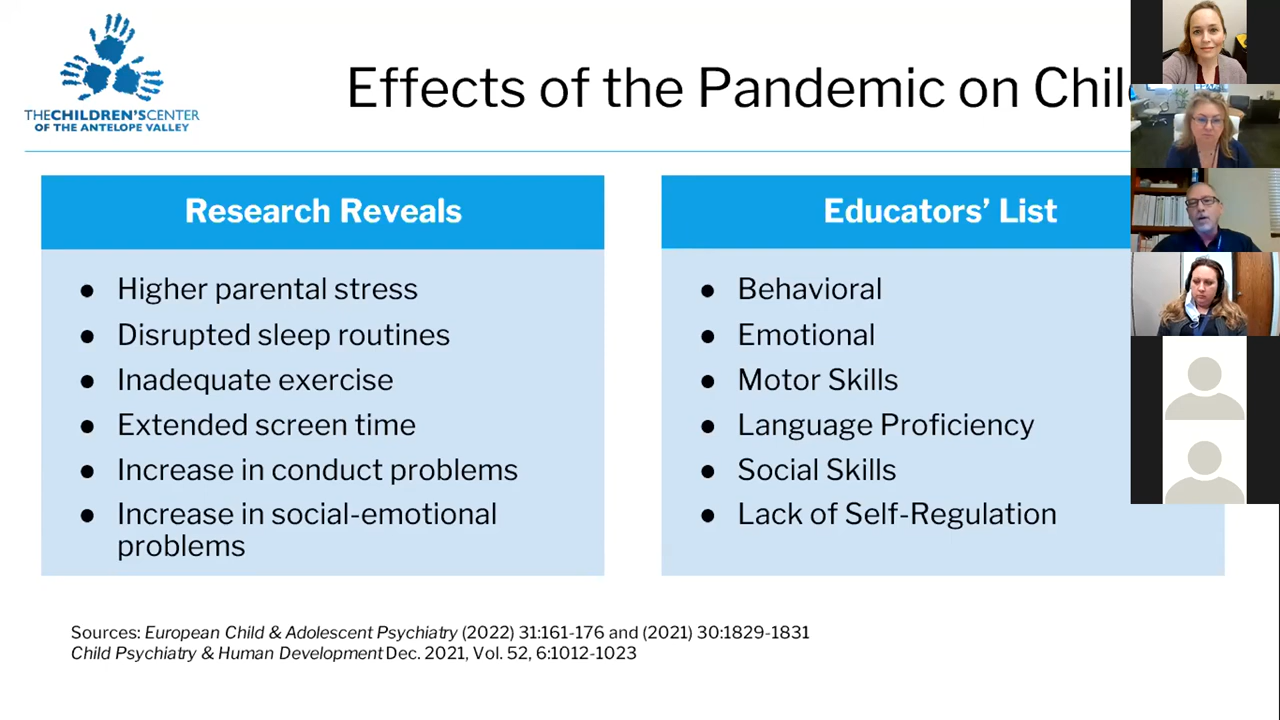 THECHILDREN'SCENTER
OF THE ANTELOPE VALLEY
Effects of the Pandemic on Chil
Research Reveals
● Higher parental stress
● Disrupted sleep routines
● Inadequate exercise
● Extended screen time
● Increase in conduct problems
● Increase in social-emotional
problems
Educators’ List
● Behavioral
● Emotional
● Motor Skills
● Language Proficiency
● Social Skills
● Lack of Self-Regulation
Sources: European Child & Adolescent Psychiatry (2022) 31:161-176 and (2021) 30:1829-1831
Child Psychiatry & Human Development Dec. 2021, Vol. 52, 6:1012-1023